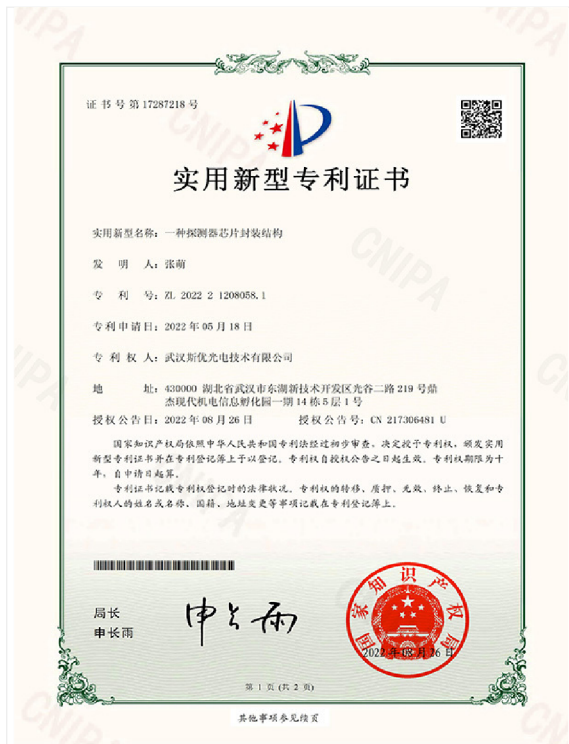 证书号第17287218号
实用新型专利证书
实用新型名称：一种探测器芯片封装结构
发 明 人：张萌
专 利 号：ZL 2022 2 1208058.1
专利申请日：2022年05月18日
专 利 权 人：武汉斯优光电技术有限公司
地 址：430000 湖北省武汉市东湖新技术开发区光谷二路219号鼎
杰现代机电信息孵化园一期14栋5层1号
授权公告日：2022年08月26日 授权公告号：CN 217306481 U
国家知识产权局依照中华人民共和国专利法经过初步审查，决定授予专利权，颁发实用
新型专利证书并在专利登记簿上予以登记。专利权自授权公告之日起生效。专利权期限为十
年，自申请日起算。
专利证书记载专利权登记时的法律状况。专利权的转移、质押、无效、终止、恢复和专
利权人的姓名或名称、国籍、地址变更等事项记载在专利登记簿上。
局长
申长雨
申长雨
国家知识产权局
2022年08月26日
第 1 页 (共 2 页)
其他事项参见续页
CNIPA
CNIPA
CNIPA
CNIPA
CNIPA
CNIPA